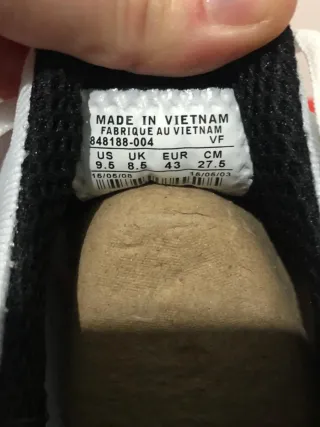 MADE IN VIETNAM
FABRIQUE AU VIETNAM
848188-004 VF
US UK EUR CM
9.5 8.5 43 27.5
16/06/08 16/06/03